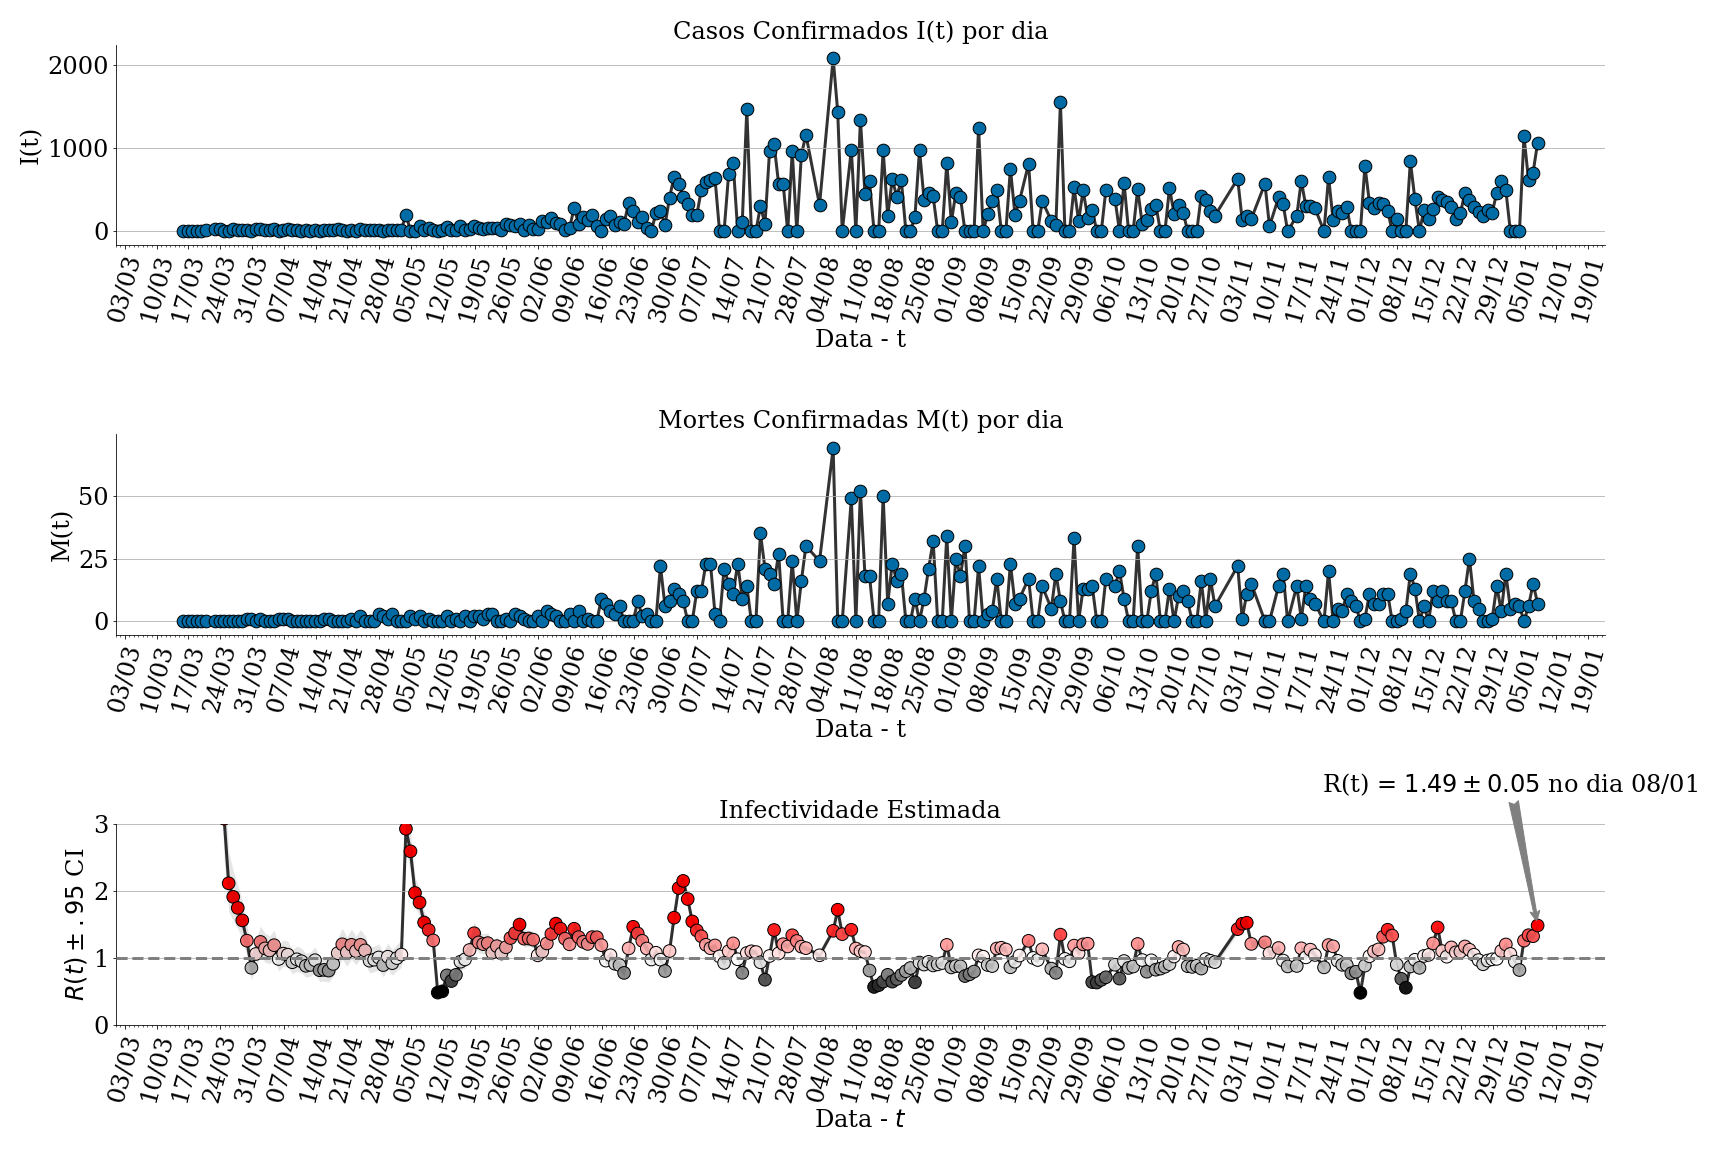 Casos Confirmados I(t) por dia
2000
1000
0
I(t)
03/03 10/03 17/03 24/03 31/03 07/04 14/04 21/04 28/04 05/05 12/05 19/05 26/05 02/06 09/06 16/06 23/06 30/06 07/07 14/07 21/07 28/07 04/08 11/08 18/08 25/08 01/09 08/09 15/09 22/09 29/09 06/10 13/10 20/10 27/10 03/11 10/11 17/11 24/11 01/12 08/12 15/12 22/12 29/12 05/01 12/01 19/01
Data - t
Mortes Confirmadas M(t) por dia
50
25
0
M(t)
03/03 10/03 17/03 24/03 31/03 07/04 14/04 21/04 28/04 05/05 12/05 19/05 26/05 02/06 09/06 16/06 23/06 30/06 07/07 14/07 21/07 28/07 04/08 11/08 18/08 25/08 01/09 08/09 15/09 22/09 29/09 06/10 13/10 20/10 27/10 03/11 10/11 17/11 24/11 01/12 08/12 15/12 22/12 29/12 05/01 12/01 19/01
Data - t
R(t) = 1.49 ± 0.05 no dia 08/01
Infectividade Estimada
3
2
1
0
R(t) ± .95 CI
03/03 10/03 17/03 24/03 31/03 07/04 14/04 21/04 28/04 05/05 12/05 19/05 26/05 02/06 09/06 16/06 23/06 30/06 07/07 14/07 21/07 28/07 04/08 11/08 18/08 25/08 01/09 08/09 15/09 22/09 29/09 06/10 13/10 20/10 27/10 03/11 10/11 17/11 24/11 01/12 08/12 15/12 22/12 29/12 05/01 12/01 19/01
Data - t